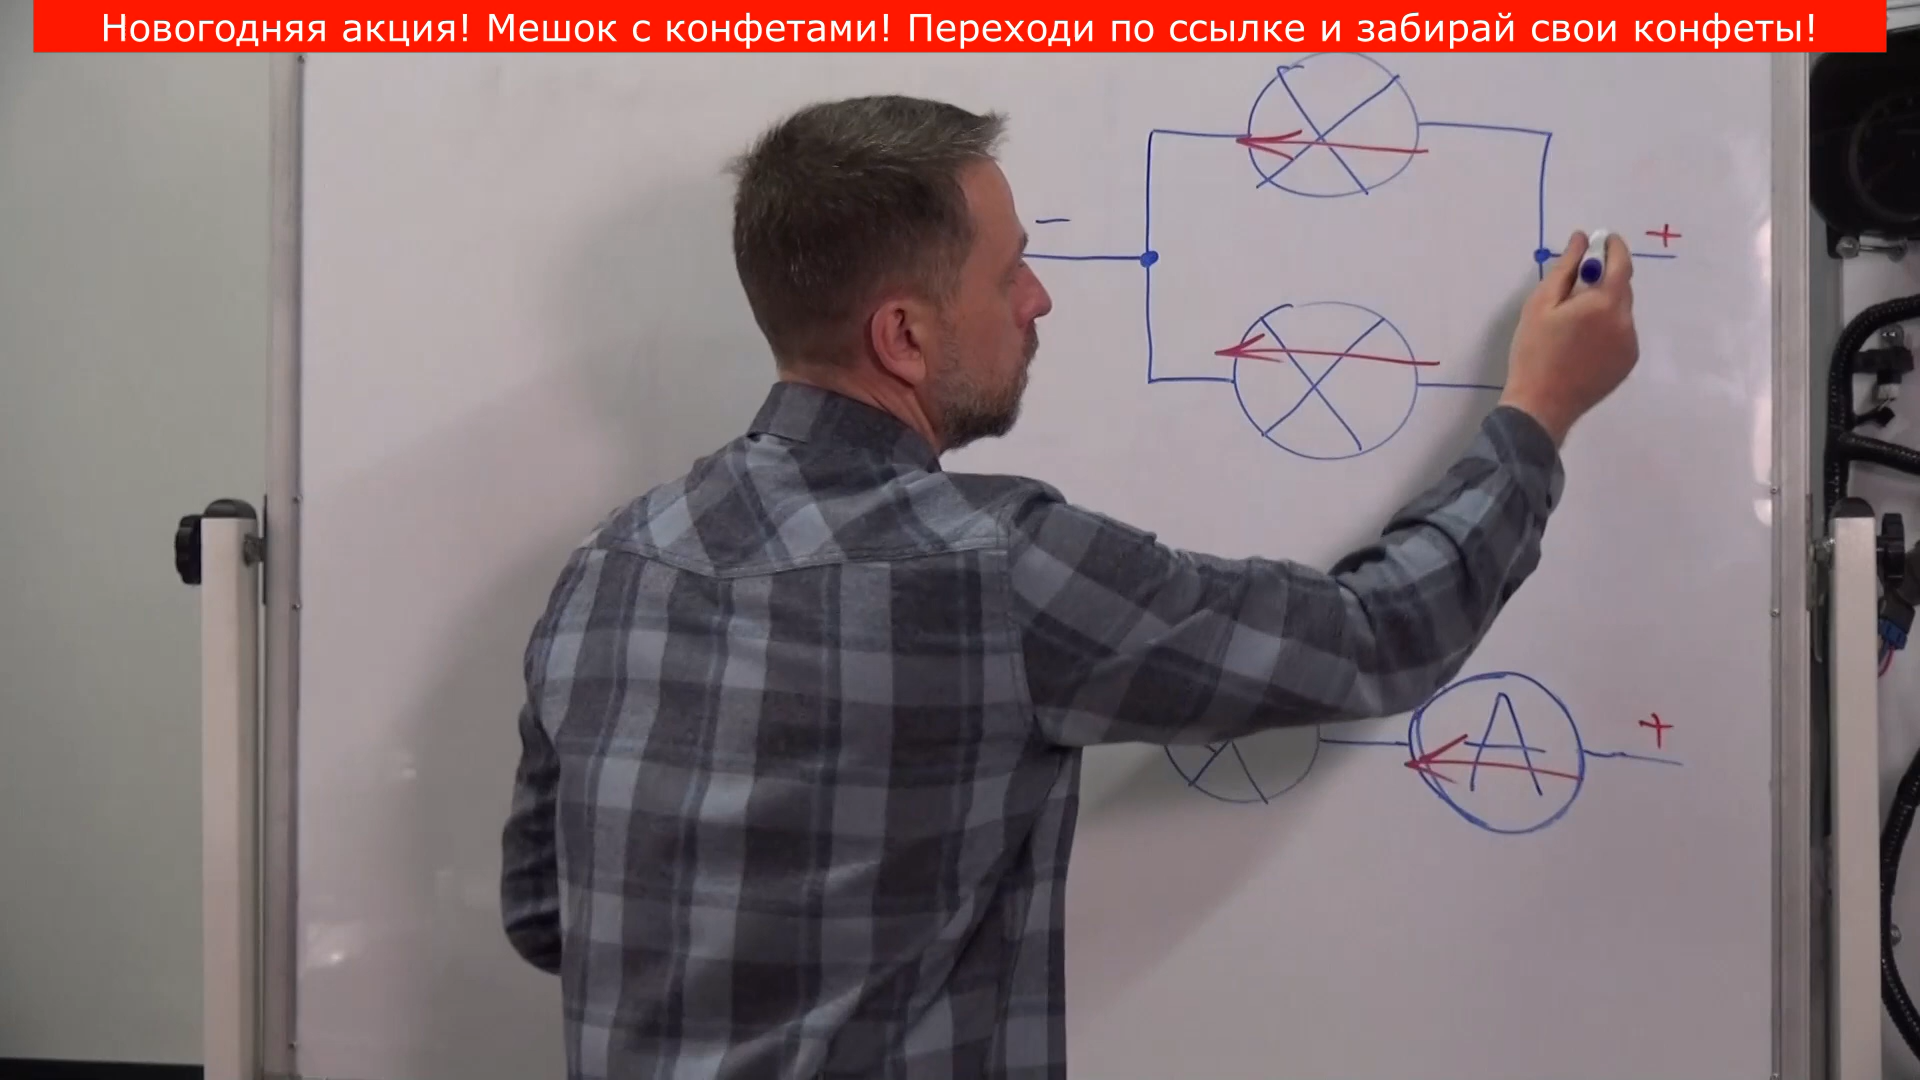 Новогодняя акция! Мешок с конфетами! Переходи по ссылке и забирай свои конфеты!
− +
A +